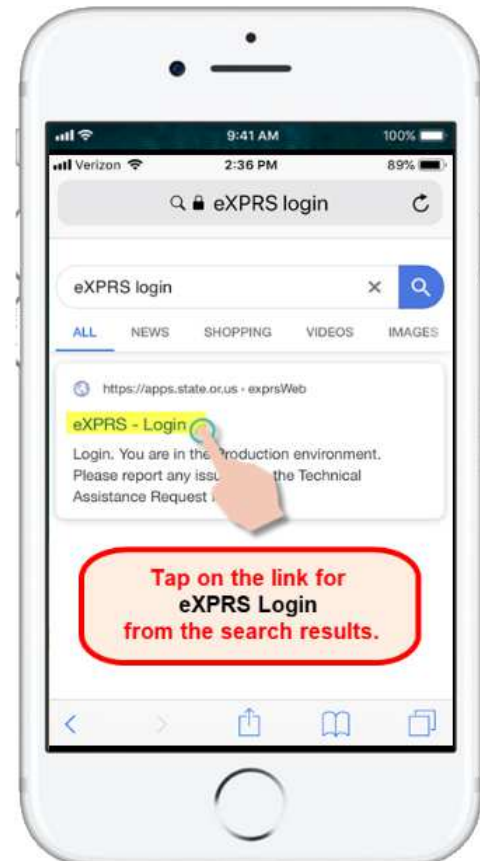 9:41 AM 100%
Verizon 2:36 PM 89%
eXPRS login
eXPRS login
ALL NEWS SHOPPING VIDEOS IMAGES
https://apps.state.or.us › exprsWeb
eXPRS - Login
Login. You are in the Production environment.
Please report any the Technical
Assistance Request
Tap on the link for
eXPRS Login
from the search results.